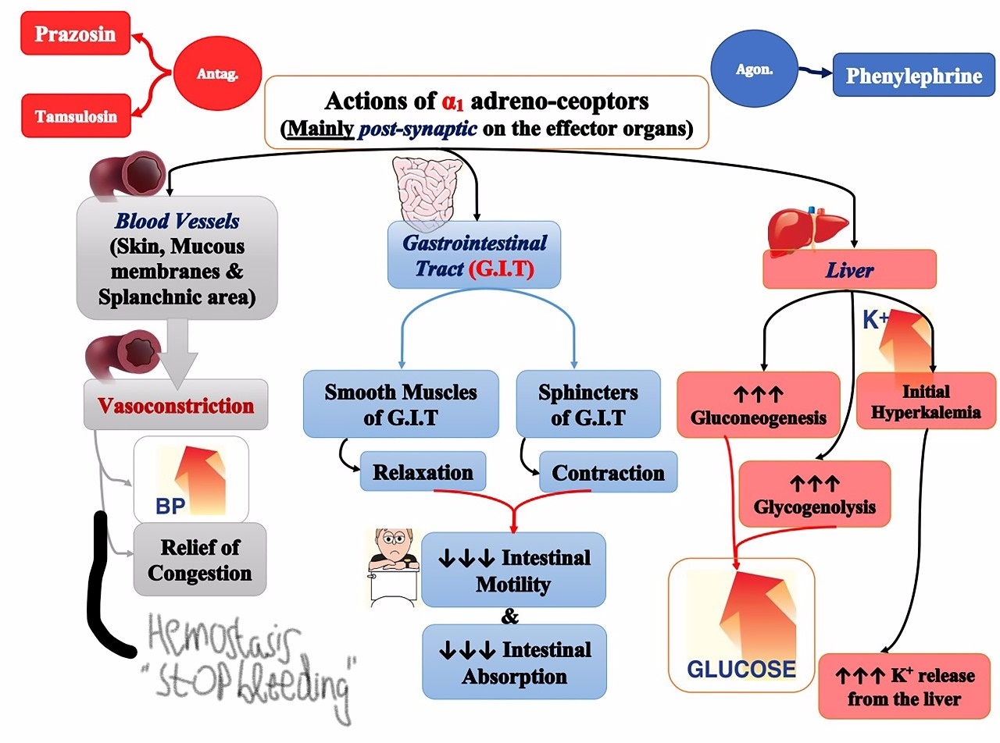 Prazosin
Antag.
Tamsulosin
Agon.
Phenylephrine
Actions of α1 adreno-ceoptors
(Mainly post-synaptic on the effector organs)
Blood Vessels
(Skin, Mucous
membranes &
Splanchnic area)
Vasoconstriction
BP
Relief of
Congestion
Hemostasis
"stop bleeding"
Gastrointestinal
Tract (G.I.T)
Smooth Muscles
of G.I.T
Relaxation
Sphincters
of G.I.T
Contraction
↓↓↓ Intestinal
Motility
&
↓↓↓ Intestinal
Absorption
Liver
↑↑↑
Gluconeogenesis
↑↑↑
Glycogenolysis
GLUCOSE
K+
Initial
Hyperkalemia
↑↑↑ K⁺ release
from the liver